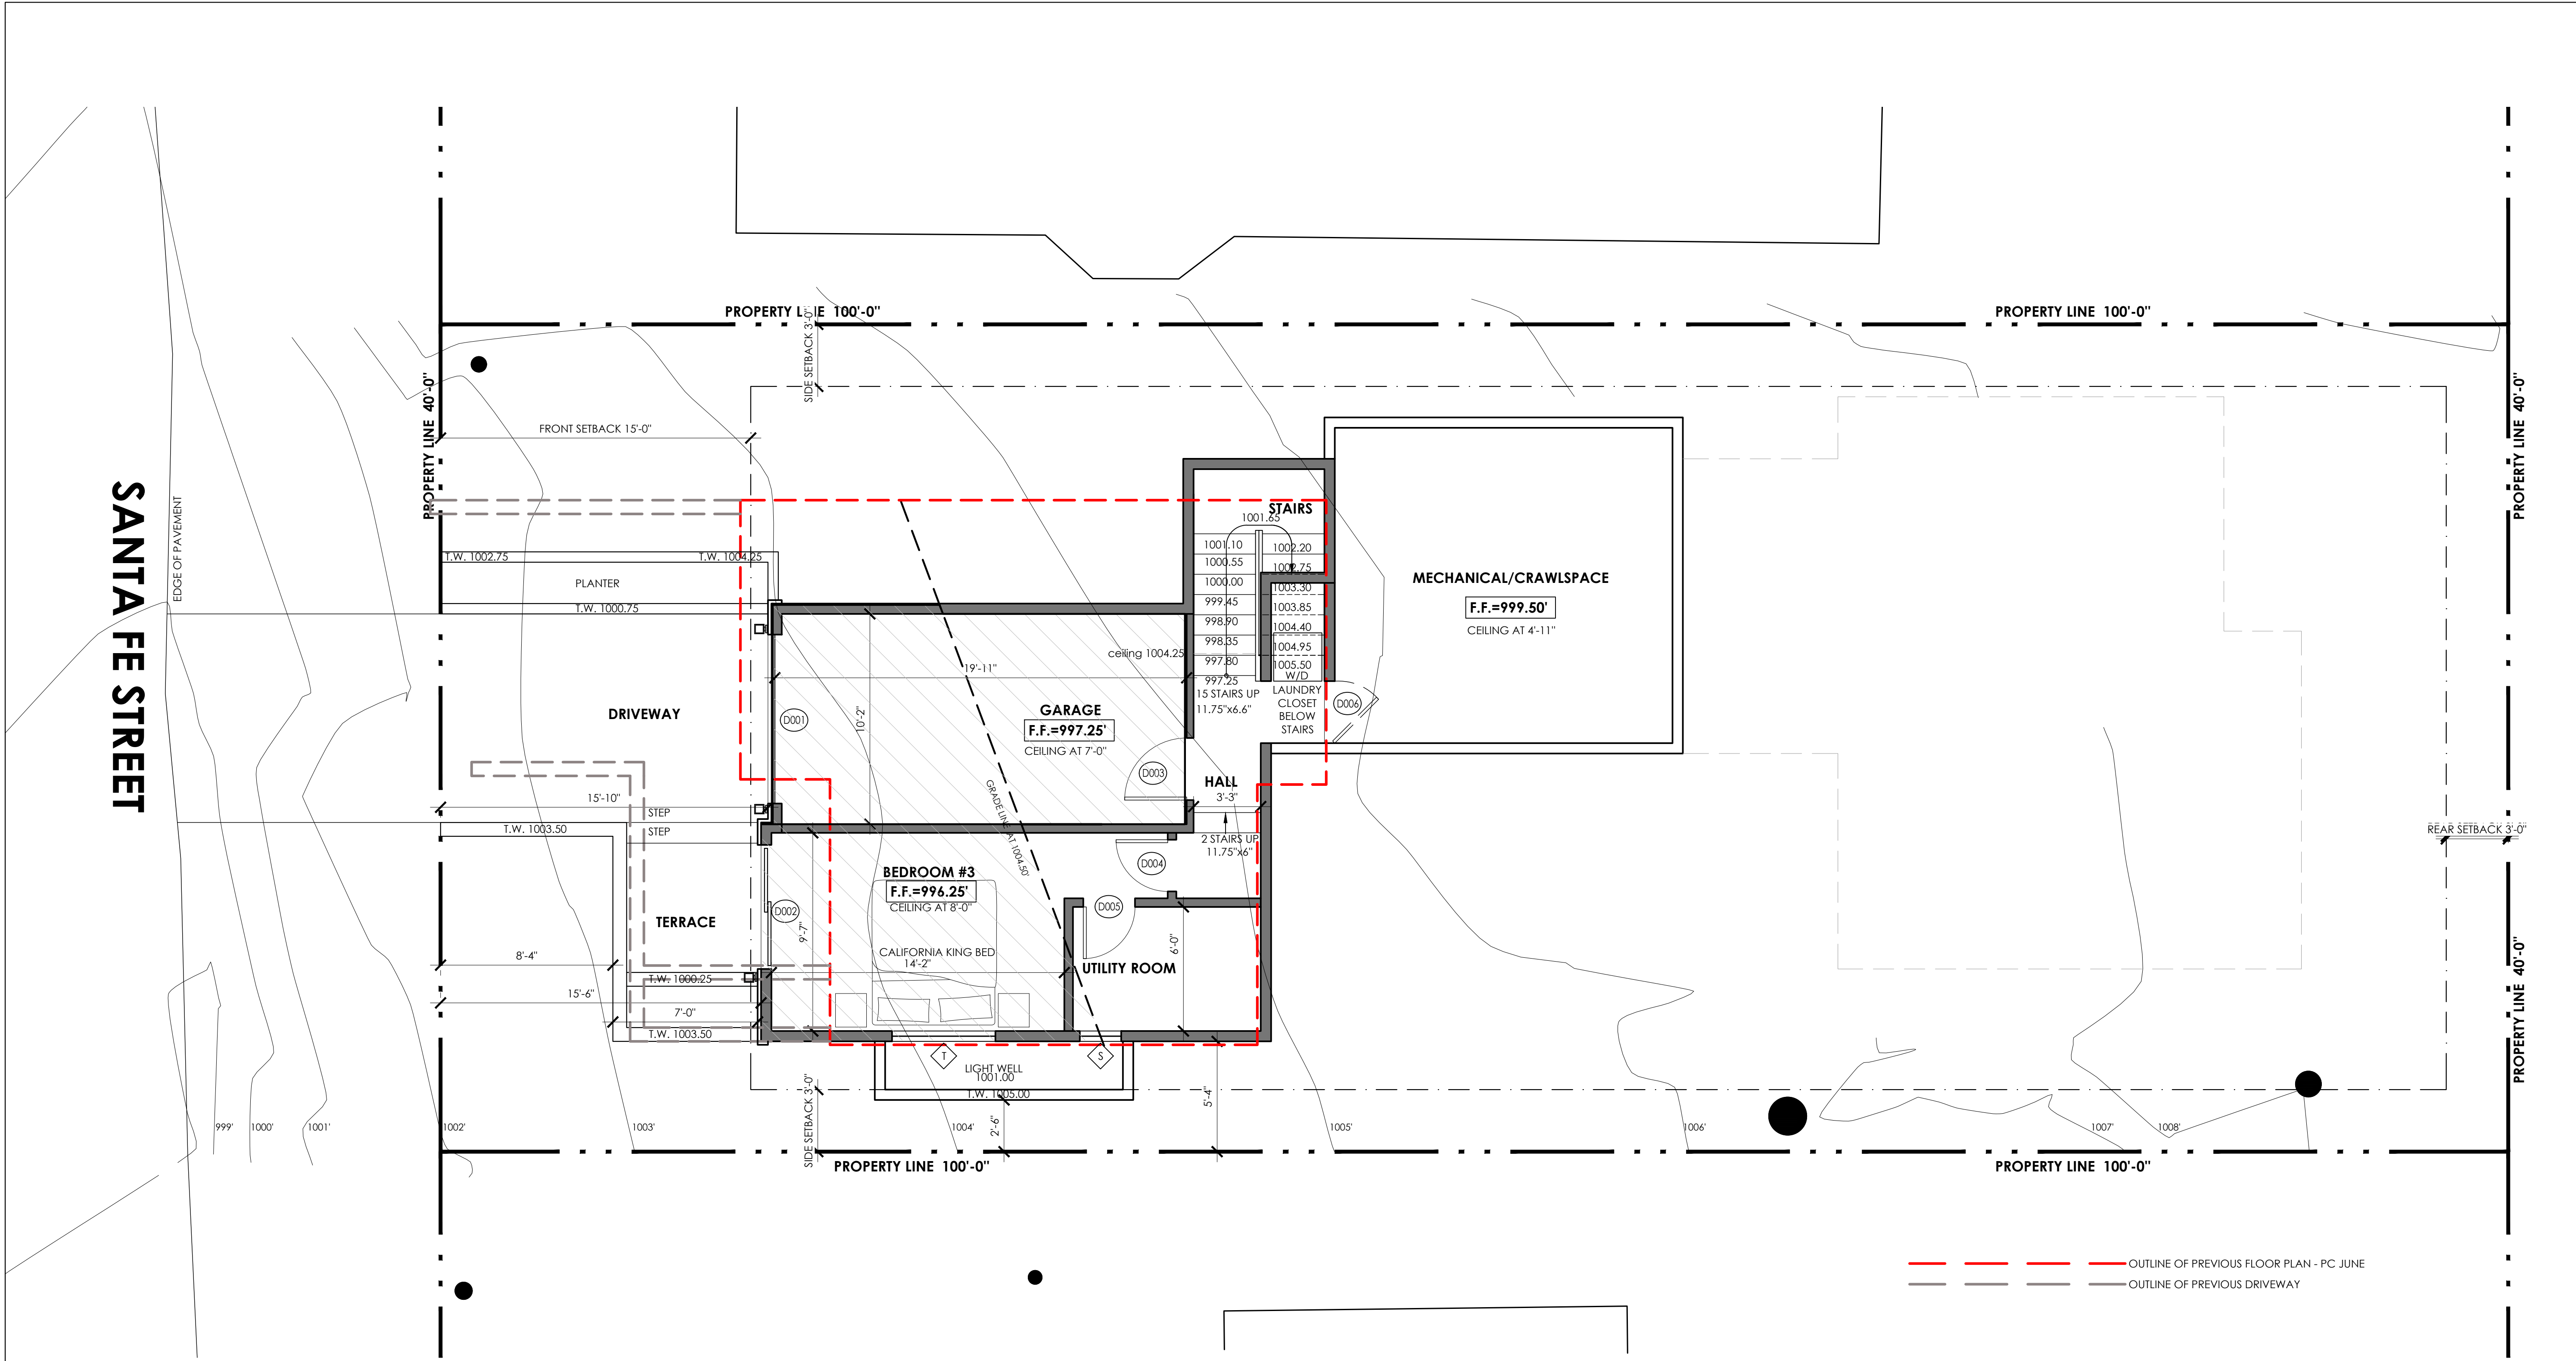 PROPERTY L IE 100'-0"
PROPERTY LINE 100'-0"
SIDE SETBACK 3'-0"
PROPERTY LINE 40'-0"
PROPERTY LINE 40'-0"
FRONT SETBACK 15'-0"
SANTA FE STREET
EDGE OF PAVEMENT
T.W. 1002.75
T.W. 1004.25
PLANTER
T.W. 1000.75
STAIRS
1001.65
1001.10
1002.20
1000.55
1002.75
1000.00
1003.30
999.45
1003.85
998.90
1004.40
998.35
1004.95
997.80
1005.50
997.25
W/D
LAUNDRY
CLOSET
BELOW
STAIRS
15 STAIRS UP
11.75"x6.6"
D006
MECHANICAL/CRAWLSPACE
F.F.=999.50'
CEILING AT 4'-11"
ceiling 1004.25
19'-11"
10'-2"
DRIVEWAY
D001
GARAGE
F.F.=997.25'
CEILING AT 7'-0"
D003
HALL
3'-3"
GRADE LINE AT 1004.50'
15'-10"
STEP
STEP
T.W. 1003.50
2 STAIRS UP
11.75"x6"
D004
BEDROOM #3
F.F.=996.25'
CEILING AT 8'-0"
D005
D002
9'-7"
TERRACE
CALIFORNIA KING BED
14'-2"
6'-0"
UTILITY ROOM
8'-4"
T.W. 1000.25
15'-6"
7'-0"
T.W. 1003.50
T
S
LIGHT WELL
1001.00
T.W. 1005.00
5'-4"
2'-6"
SIDE SETBACK 3'-0"
REAR SETBACK 3'-0"
PROPERTY LINE 40'-0"
999'
1000'
1001'
1002'
1003'
1004'
1005'
1006'
1007'
1008'
PROPERTY LINE 100'-0"
PROPERTY LINE 100'-0"
OUTLINE OF PREVIOUS FLOOR PLAN - PC JUNE
OUTLINE OF PREVIOUS DRIVEWAY